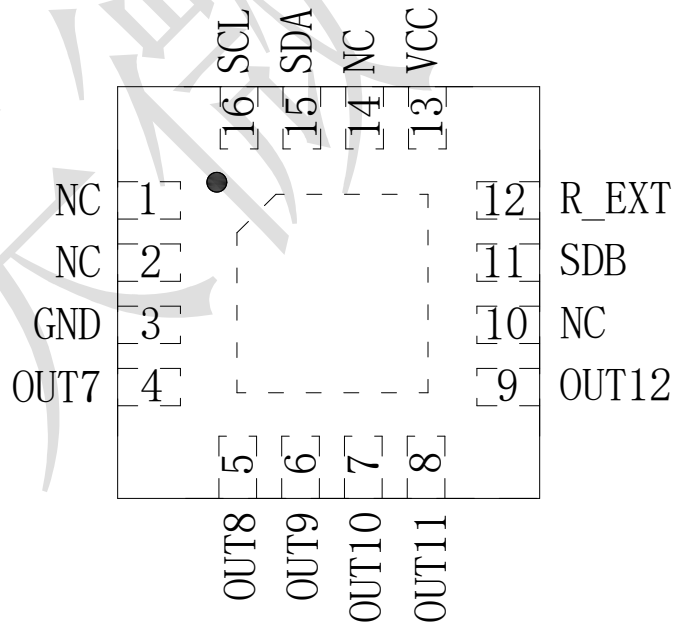 SCL SDA NC VCC
16 15 14 13
NC 1 12 R_EXT
NC 2 11 SDB
GND 3 10 NC
OUT7 4 9 OUT12
5 6 7 8
OUT8 OUT9 OUT10 OUT11